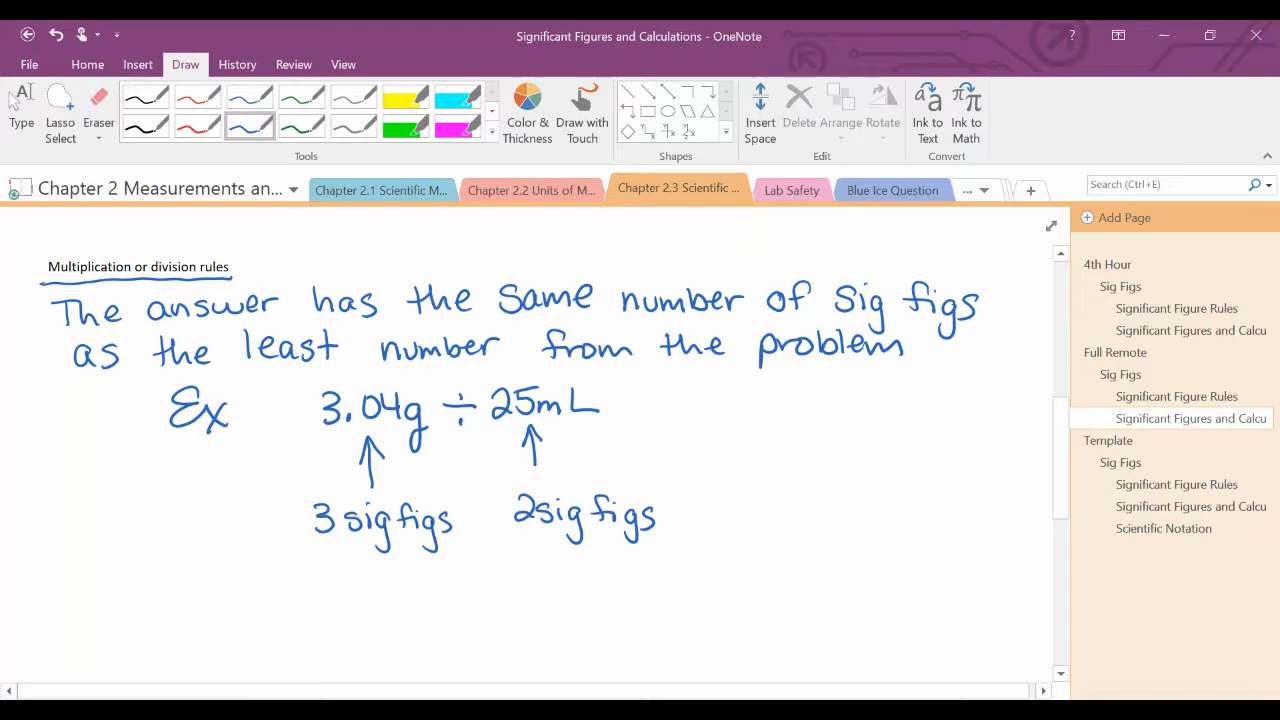 Significant Figures and Calculations - OneNote
?
File Home Insert Draw History Review View
Type
Lasso Select
Eraser
Color & Thickness
Draw with Touch
Insert Space
Delete
Arrange
Rotate
Ink to Text
Ink to Math
Tools
Shapes
Edit
Convert
Chapter 2 Measurements an...
Chapter 2.1 Scientific M...
Chapter 2.2 Units of M...
Chapter 2.3 Scientific ...
Lab Safety
Blue Ice Question
...
Search (Ctrl+E)
Multiplication or division rules
The answer has the same number of sig figs
as the least number from the problem
Ex 3.04g ÷ 25mL
3 sig figs 2 sig figs
Add Page
4th Hour
Sig Figs
Significant Figure Rules
Significant Figures and Calcu
Full Remote
Sig Figs
Significant Figure Rules
Significant Figures and Calcu
Template
Sig Figs
Significant Figure Rules
Significant Figures and Calcu
Scientific Notation